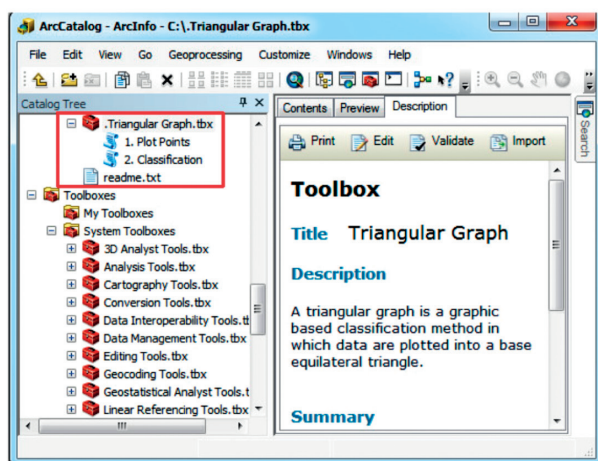 ArcCatalog - ArcInfo - C:\.Triangular Graph.tbx
File Edit View Go Geoprocessing Customize Windows Help
Catalog Tree
.Triangular Graph.tbx
1. Plot Points
2. Classification
readme.txt
Toolboxes
My Toolboxes
System Toolboxes
3D Analyst Tools.tbx
Analysis Tools.tbx
Cartography Tools.tbx
Conversion Tools.tbx
Data Interoperability Tools.t
Data Management Tools.tbx
Editing Tools.tbx
Geocoding Tools.tbx
Geostatistical Analyst Tools.t
Linear Referencing Tools.tbx
Contents Preview Description
Print Edit Validate Import
Toolbox
Title Triangular Graph
Description
A triangular graph is a graphic
based classification method in
which data are plotted into a base
equilateral triangle.
Summary
Search